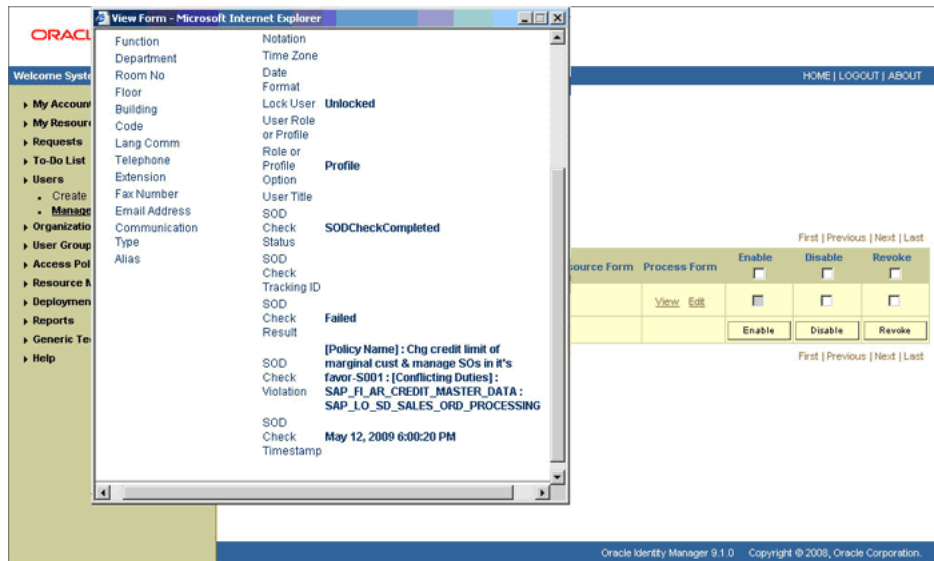 View Form - Microsoft Internet Explorer
ORACL
Welcome Syste
HOME | LOGOUT | ABOUT
My Account
My Resour
Requests
To-Do List
Users
Create
Manage
Organizatio
User Group
Access Pol
Resource M
Deploymen
Reports
Generic Te
Help
Function
Department
Room No
Floor
Building
Code
Lang Comm
Telephone
Extension
Fax Number
Email Address
Communication
Type
Alias
Notation
Time Zone
Date
Format
Lock User Unlocked
User Role
or Profile
Role or
Profile Profile
Option
User Title
SOD
Check SODCheckCompleted
Status
SOD
Check
Tracking ID
SOD
Check Failed
Result
[Policy Name] : Chg credit limit of
SOD marginal cust & manage SOs in it's
Check favor-S001 : [Conflicting Duties] :
Violation SAP_FI_AR_CREDIT_MASTER_DATA :
SAP_LO_SD_SALES_ORD_PROCESSING
SOD
Check May 12, 2009 6:00:20 PM
Timestamp
First | Previous | Next | Last
ource Form Process Form Enable Disable Revoke
View Edit
Enable Disable Revoke
First | Previous | Next | Last
Oracle Identity Manager 9.1.0 Copyright © 2008, Oracle Corporation.